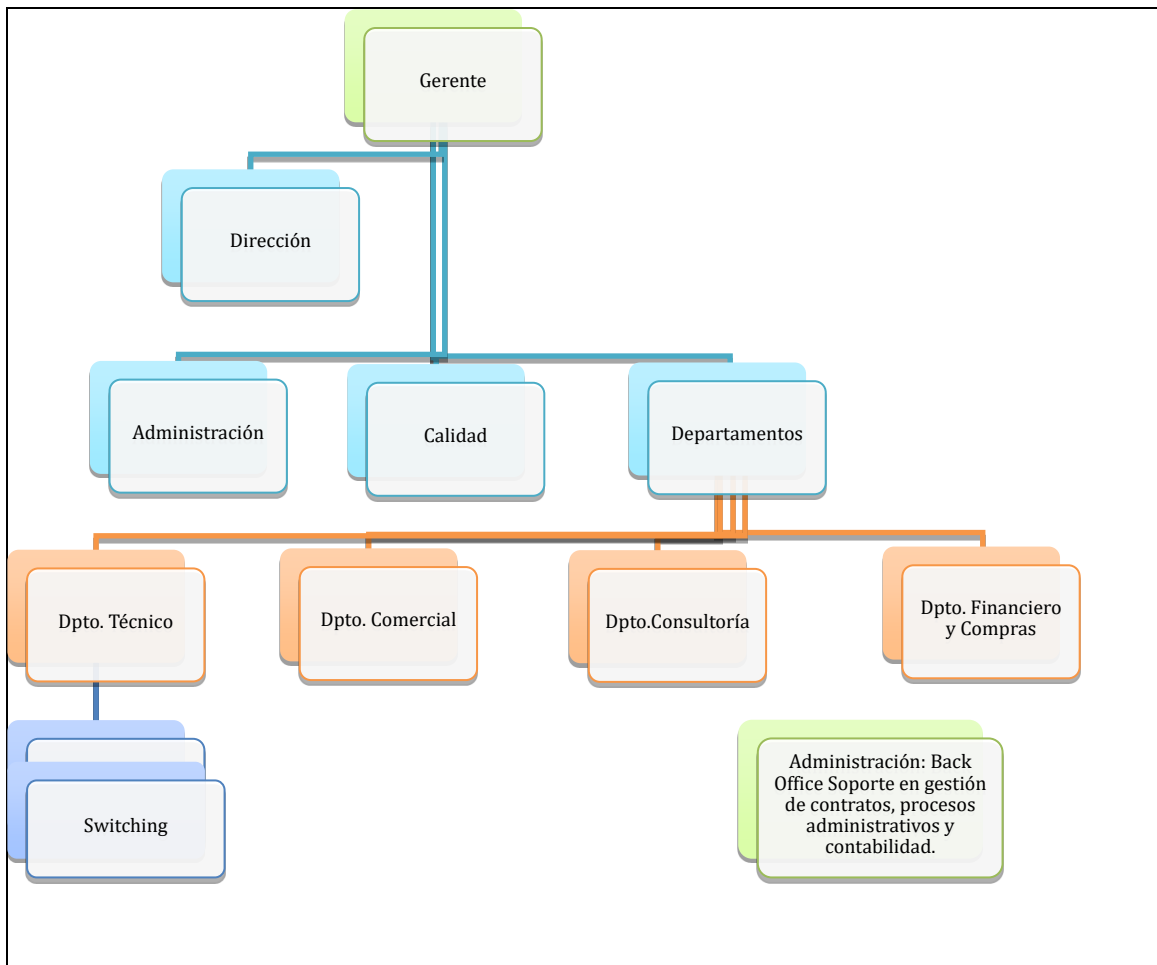 Gerente
Dirección
Administración
Calidad
Departamentos
Dpto. Técnico
Dpto. Comercial
Dpto.Consultoría
Dpto. Financiero
y Compras
Switching
Administración: Back
Office Soporte en gestión
de contratos, procesos
administrativos y
contabilidad.